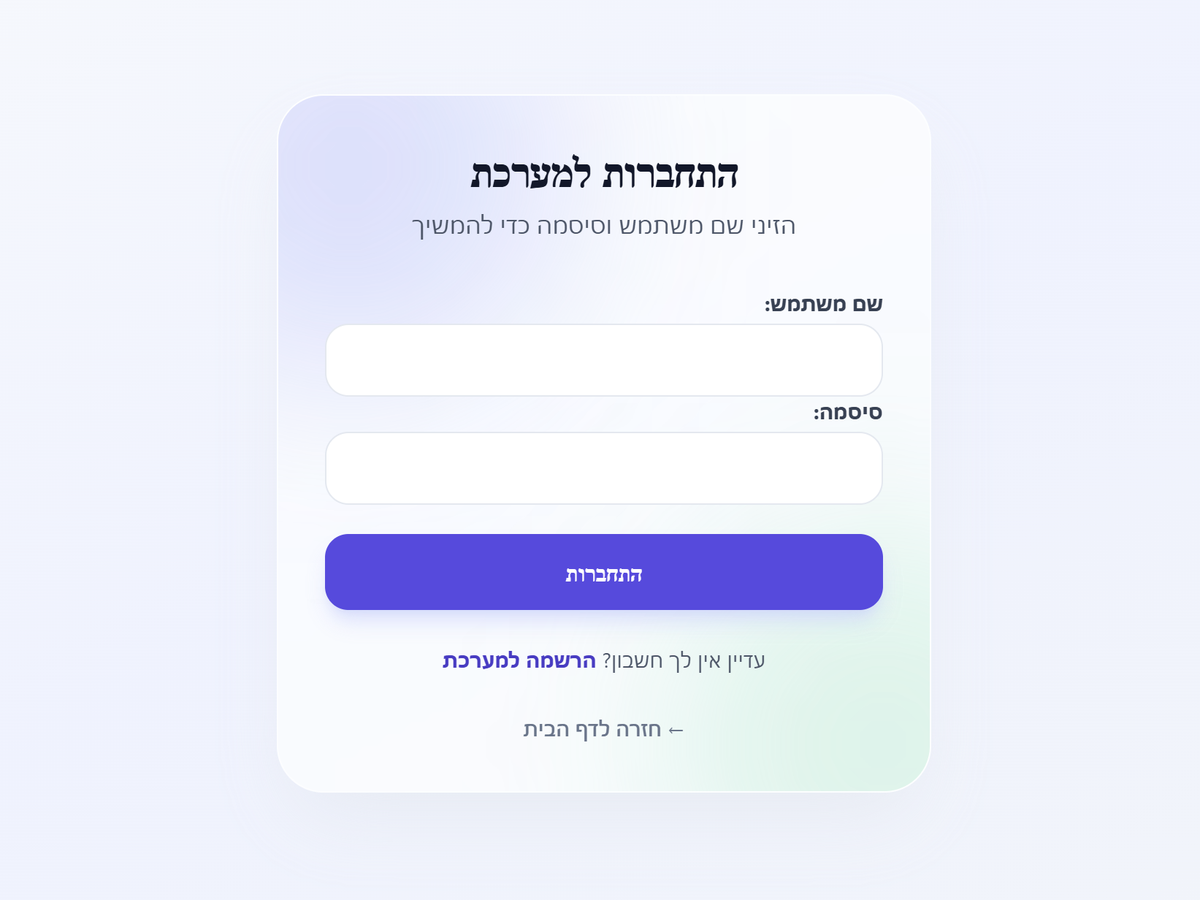 התחברות למערכת
הזיני שם משתמש וסיסמה כדי להמשיך
שם משתמש:
סיסמה:
התחברות
עדיין אין לך חשבון? הרשמה למערכת
← חזרה לדף הבית